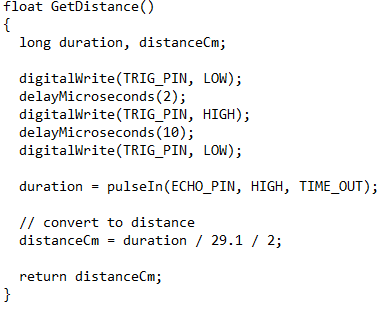 float GetDistance()
{
  long duration, distanceCm;

  digitalWrite(TRIG_PIN, LOW);
  delayMicroseconds(2);
  digitalWrite(TRIG_PIN, HIGH);
  delayMicroseconds(10);
  digitalWrite(TRIG_PIN, LOW);

  duration = pulseIn(ECHO_PIN, HIGH, TIME_OUT);

  // convert to distance
  distanceCm = duration / 29.1 / 2;

  return distanceCm;
}